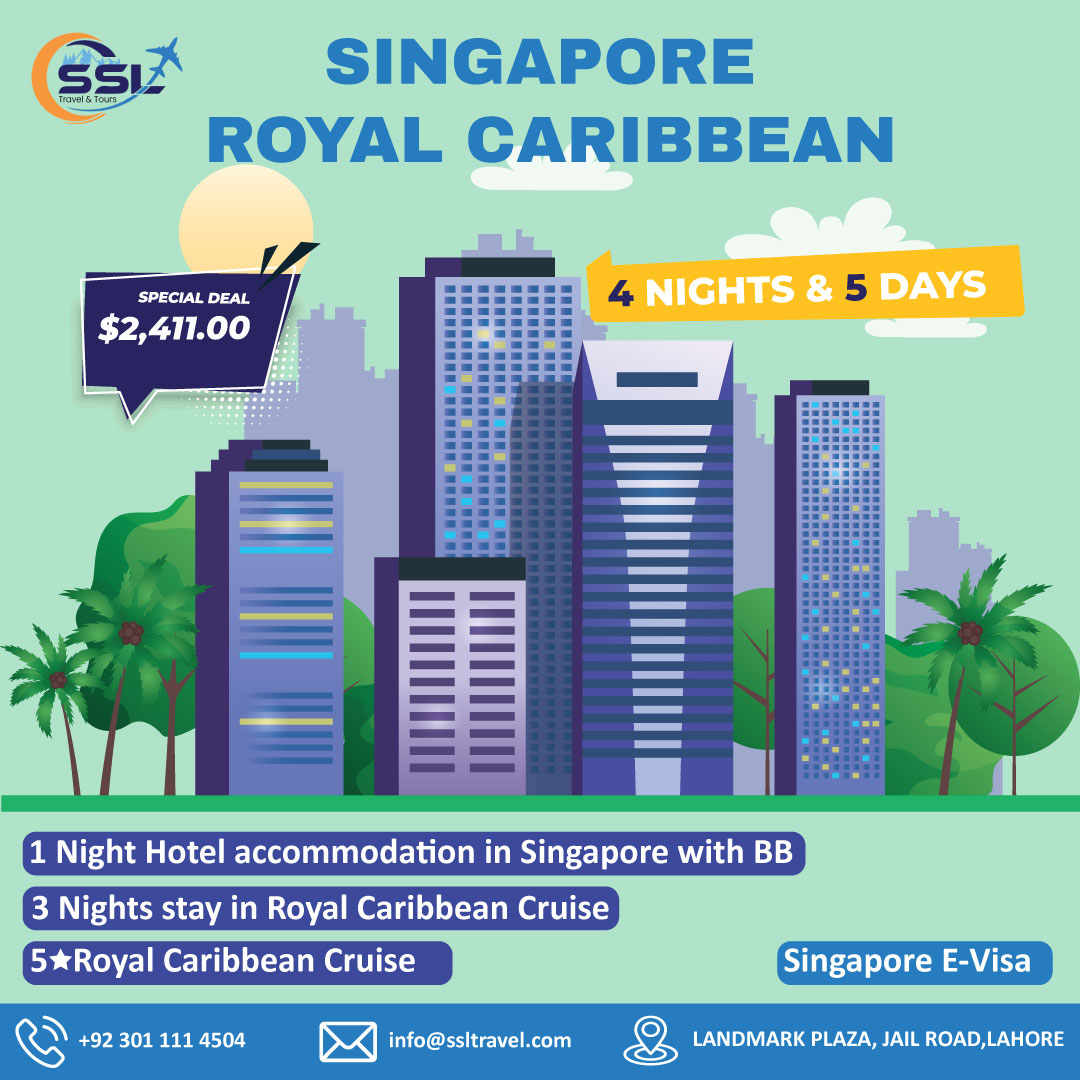 SSL
Travel & Tours
SINGAPORE
ROYAL CARIBBEAN
SPECIAL DEAL
$2,411.00
4 NIGHTS & 5 DAYS
1 Night Hotel accommodation in Singapore with BB
3 Nights stay in Royal Caribbean Cruise
5★Royal Caribbean Cruise
Singapore E-Visa
+92 301 111 4504
info@ssltravel.com
LANDMARK PLAZA, JAIL ROAD,LAHORE